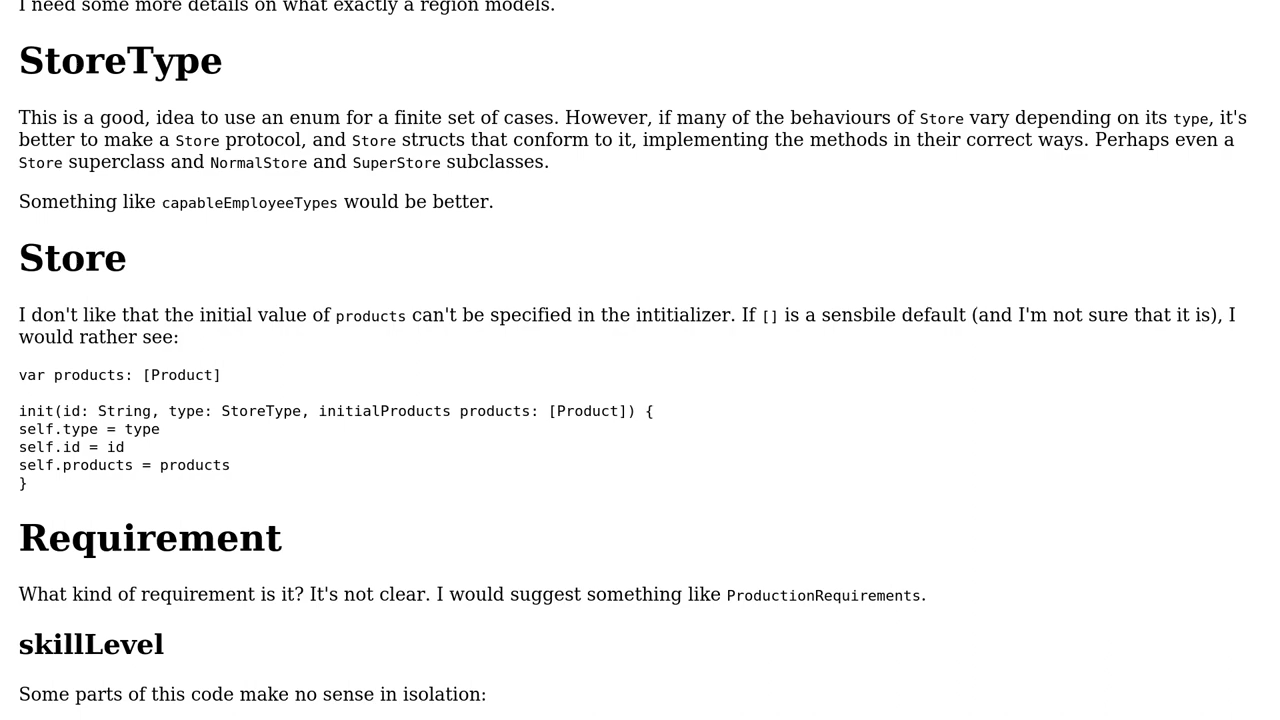 I need some more details on what exactly a region models.
StoreType
This is a good, idea to use an enum for a finite set of cases. However, if many of the behaviours of Store vary depending on its type, it's
better to make a Store protocol, and Store structs that conform to it, implementing the methods in their correct ways. Perhaps even a
Store superclass and NormalStore and SuperStore subclasses.
Something like capableEmployeeTypes would be better.
Store
I don't like that the initial value of products can't be specified in the intitializer. If [] is a sensbile default (and I'm not sure that it is), I
would rather see:
var products: [Product]
init(id: String, type: StoreType, initialProducts products: [Product]) {
self.type = type
self.id = id
self.products = products
}
Requirement
What kind of requirement is it? It's not clear. I would suggest something like ProductionRequirements.
skillLevel
Some parts of this code make no sense in isolation: